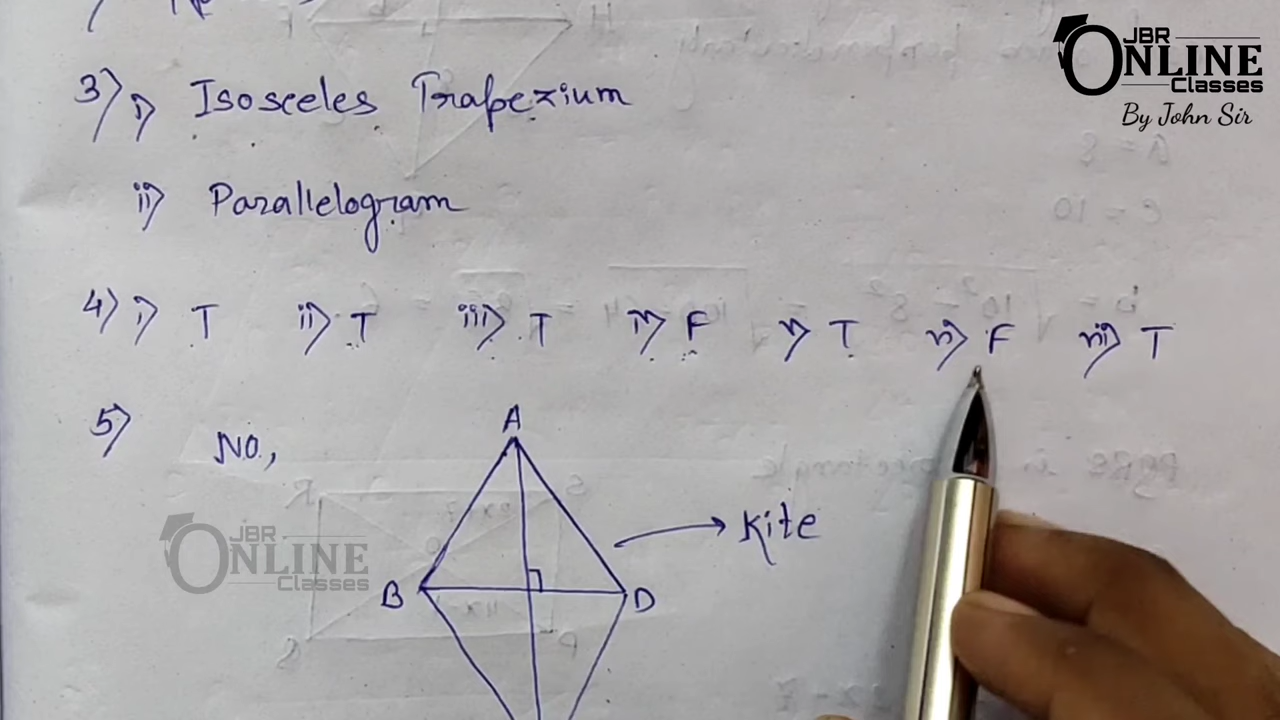 JBR
ONLINE
Classes
By John Sir
3) i) Isosceles Trapezium
ii) Parallelogram
4) i) T ii) T iii) T iv) F v) T vi) F vii) T
5) No,
A
B
D
Kite
JBR
ONLINE
Classes